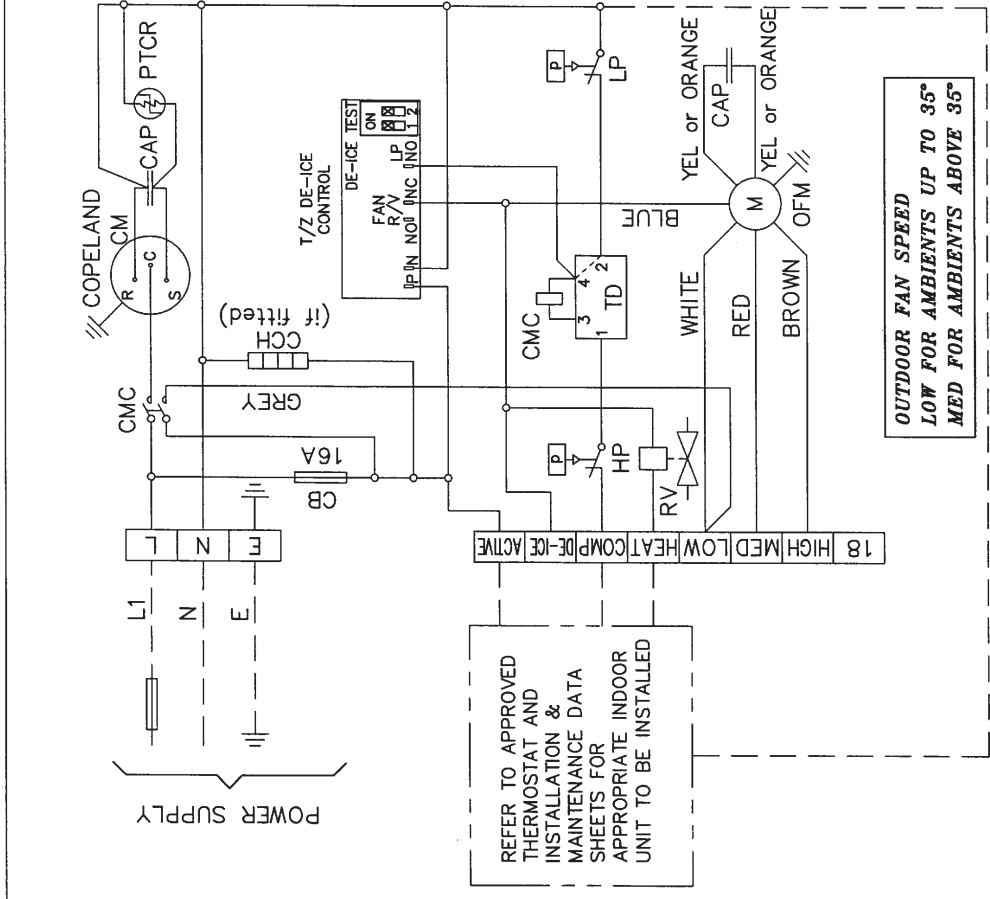 COPELAND
CM
R
C
S
CAP
PTCR
CMC
GREY
CCH
(if fitted)
16A
CB
L
N
E
L1
N
E
POWER SUPPLY
T/Z DE-ICE
CONTROL
DE-ICE TEST
ON
1 2
FAN
R/V
LP
P N NO NC NO
P
LP
CMC
3 4
1 2
TD
P
HP
RV
BLUE
WHITE
RED
BROWN
YEL or ORANGE
CAP
YEL or ORANGE
M
OFM
ACTIVE
DE-ICE
COMP
HEAT
LOW
MED
HIGH
18
REFER TO APPROVED
THERMOSTAT AND
INSTALLATION &
MAINTENANCE DATA
SHEETS FOR
APPROPRIATE INDOOR
UNIT TO BE INSTALLED
OUTDOOR FAN SPEED
LOW FOR AMBIENTS UP TO 35°
MED FOR AMBIENTS ABOVE 35°